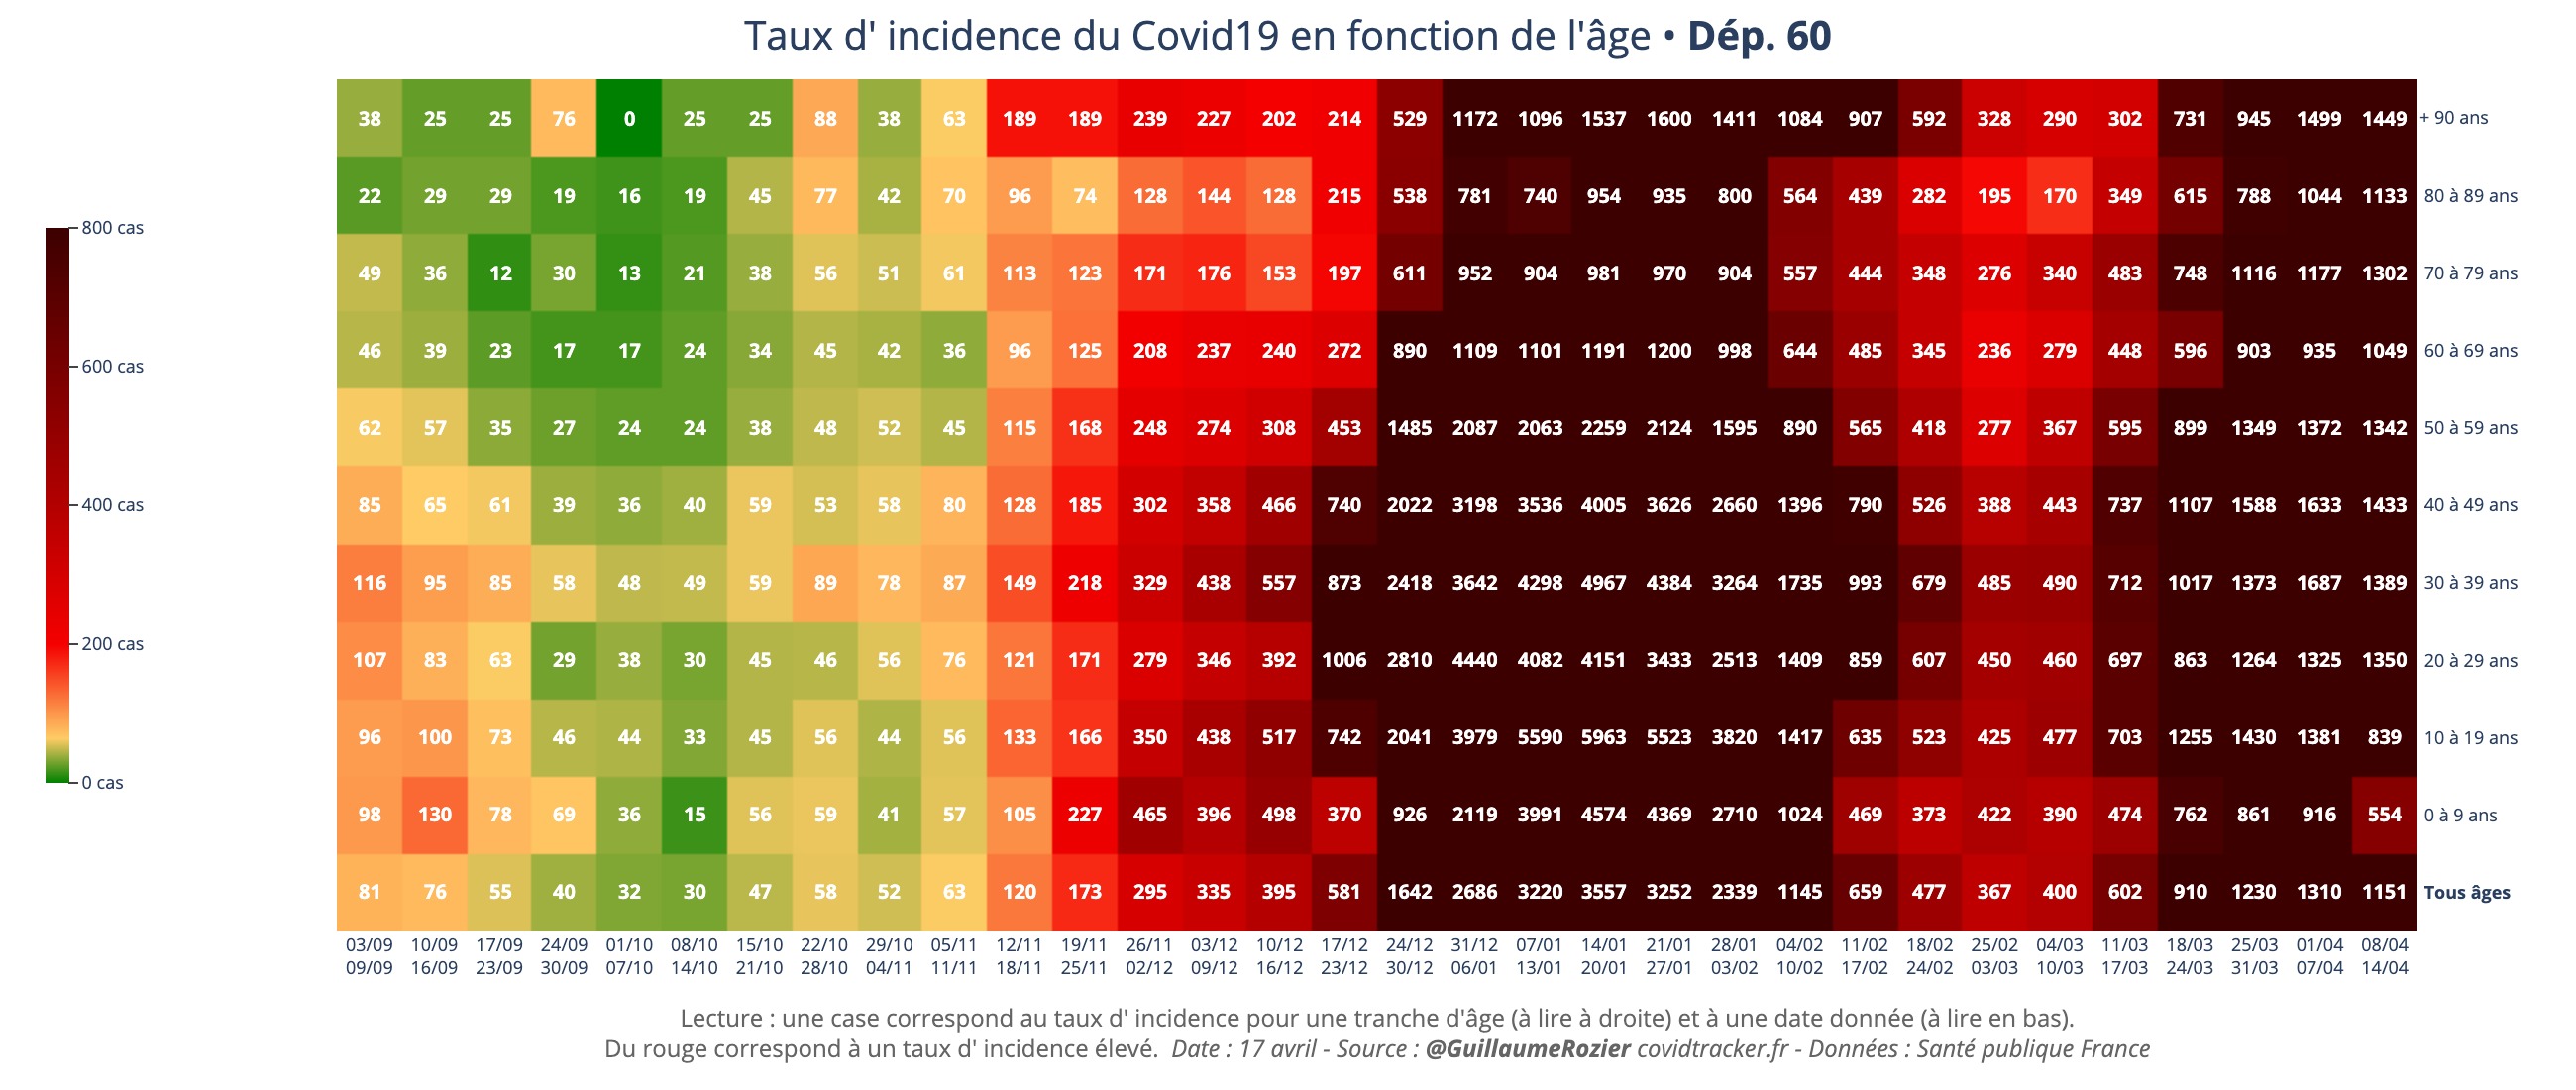 Taux d' incidence du Covid19 en fonction de l'âge • Dép. 60
800 cas
600 cas
400 cas
200 cas
0 cas
38 25 25 76 0 25 25 88 38 63 189 189 239 227 202 214 529 1172 1096 1537 1600 1411 1084 907 592 328 290 302 731 945 1499 1449 + 90 ans
22 29 29 19 16 19 45 77 42 70 96 74 128 144 128 215 538 781 740 954 935 800 564 439 282 195 170 349 615 788 1044 1133 80 à 89 ans
49 36 12 30 13 21 38 56 51 61 113 123 171 176 153 197 611 952 904 981 970 904 557 444 348 276 340 483 748 1116 1177 1302 70 à 79 ans
46 39 23 17 17 24 34 45 42 36 96 125 208 237 240 272 890 1109 1101 1191 1200 998 644 485 345 236 279 448 596 903 935 1049 60 à 69 ans
62 57 35 27 24 24 38 48 52 45 115 168 248 274 308 453 1485 2087 2063 2259 2124 1595 890 565 418 277 367 595 899 1349 1372 1342 50 à 59 ans
85 65 61 39 36 40 59 53 58 80 128 185 302 358 466 740 2022 3198 3536 4005 3626 2660 1396 790 526 388 443 737 1107 1588 1633 1433 40 à 49 ans
116 95 85 58 48 49 59 89 78 87 149 218 329 438 557 873 2418 3642 4298 4967 4384 3264 1735 993 679 485 490 712 1017 1373 1687 1389 30 à 39 ans
107 83 63 29 38 30 45 46 56 76 121 171 279 346 392 1006 2810 4440 4082 4151 3433 2513 1409 859 607 450 460 697 863 1264 1325 1350 20 à 29 ans
96 100 73 46 44 33 45 56 44 56 133 166 350 438 517 742 2041 3979 5590 5963 5523 3820 1417 635 523 425 477 703 1255 1430 1381 839 10 à 19 ans
98 130 78 69 36 15 56 59 41 57 105 227 465 396 498 370 926 2119 3991 4574 4369 2710 1024 469 373 422 390 474 762 861 916 554 0 à 9 ans
81 76 55 40 32 30 47 58 52 63 120 173 295 335 395 581 1642 2686 3220 3557 3252 2339 1145 659 477 367 400 602 910 1230 1310 1151 Tous âges
03/09 10/09 17/09 24/09 01/10 08/10 15/10 22/10 29/10 05/11 12/11 19/11 26/11 03/12 10/12 17/12 24/12 31/12 07/01 14/01 21/01 28/01 04/02 11/02 18/02 25/02 04/03 11/03 18/03 25/03 01/04 08/04
09/09 16/09 23/09 30/09 07/10 14/10 21/10 28/10 04/11 11/11 18/11 25/11 02/12 09/12 16/12 23/12 30/12 06/01 13/01 20/01 27/01 03/02 10/02 17/02 24/02 03/03 10/03 17/03 24/03 31/03 07/04 14/04
Lecture : une case correspond au taux d' incidence pour une tranche d'âge (à lire à droite) et à une date donnée (à lire en bas).
Du rouge correspond à un taux d' incidence élevé. Date : 17 avril - Source : @GuillaumeRozier covidtracker.fr - Données : Santé publique France